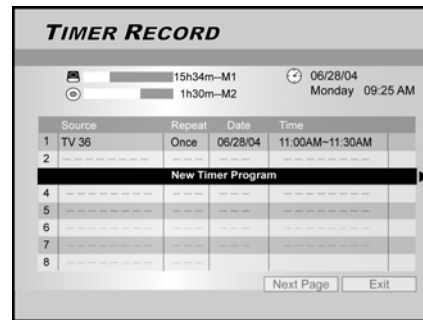 TIMER RECORD
15h34m--M1
1h30m--M2
06/28/04
Monday 09:25 AM
Source Repeat Date Time
1 TV 36 Once 06/28/04 11:00AM~11:30AM
2 -- -- -- -- -- -- -- -- -- -- -- -- -- -- -- -- -- -- --
New Timer Program
4 -- -- -- -- -- -- -- -- -- -- -- -- -- -- -- -- -- -- --
5 -- -- -- -- -- -- -- -- -- -- -- -- -- -- -- -- -- -- --
6 -- -- -- -- -- -- -- -- -- -- -- -- -- -- -- -- -- -- --
7 -- -- -- -- -- -- -- -- -- -- -- -- -- -- -- -- -- -- --
8 -- -- -- -- -- -- -- -- -- -- -- -- -- -- -- -- -- -- --
Next Page Exit